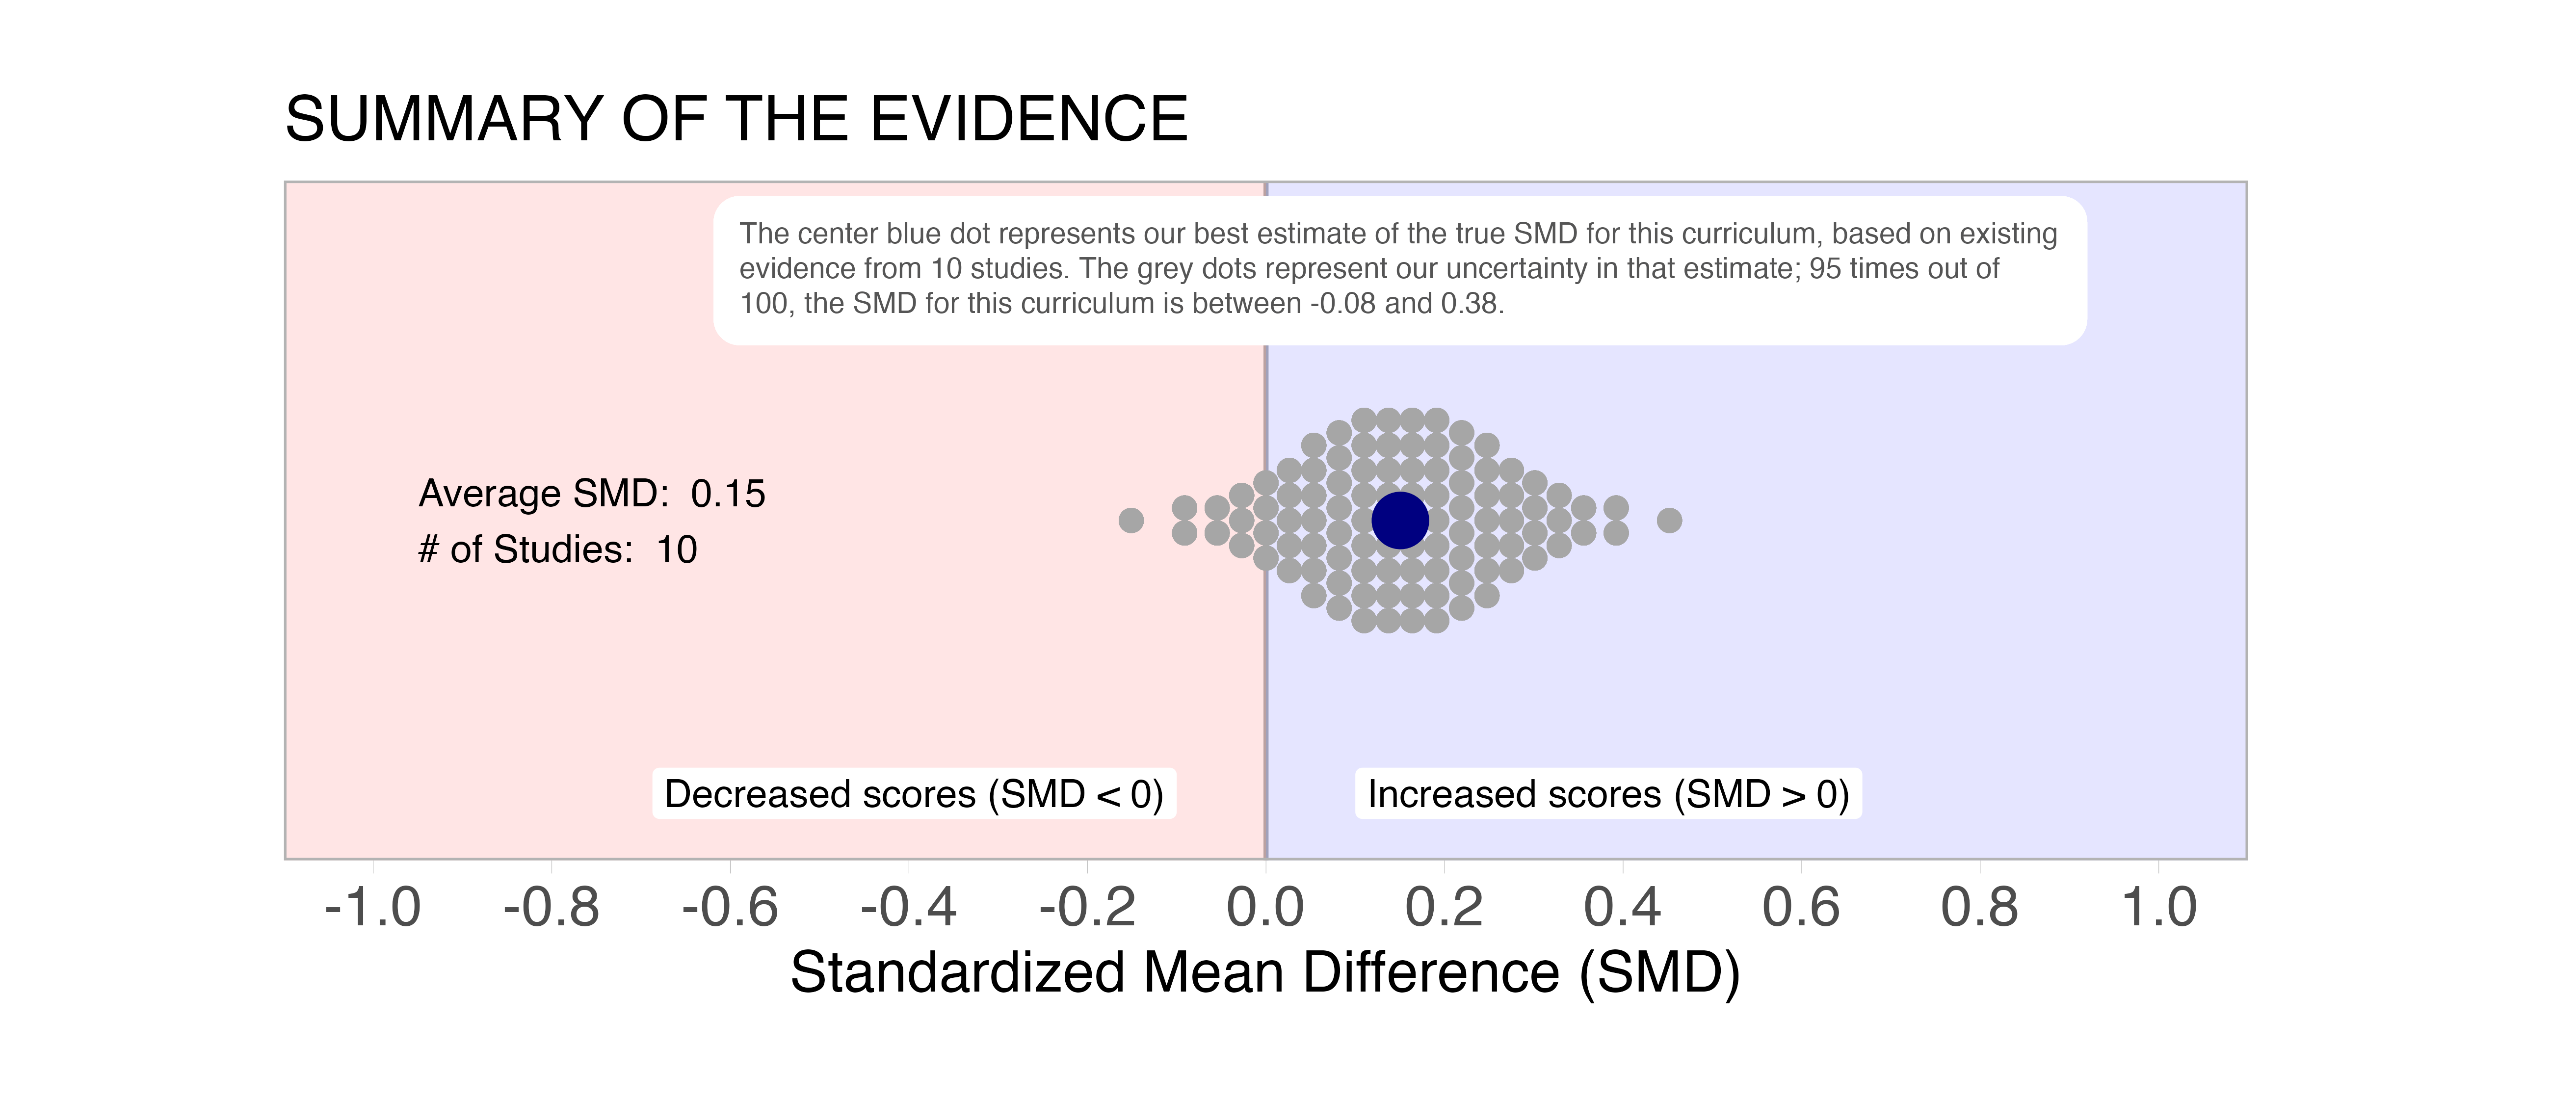 SUMMARY OF THE EVIDENCE
The center blue dot represents our best estimate of the true SMD for this curriculum, based on existing
evidence from 10 studies. The grey dots represent our uncertainty in that estimate; 95 times out of
100, the SMD for this curriculum is between -0.08 and 0.38.
Average SMD: 0.15
# of Studies: 10
Decreased scores (SMD < 0)
Increased scores (SMD > 0)
-1.0 -0.8 -0.6 -0.4 -0.2 0.0 0.2 0.4 0.6 0.8 1.0
Standardized Mean Difference (SMD)